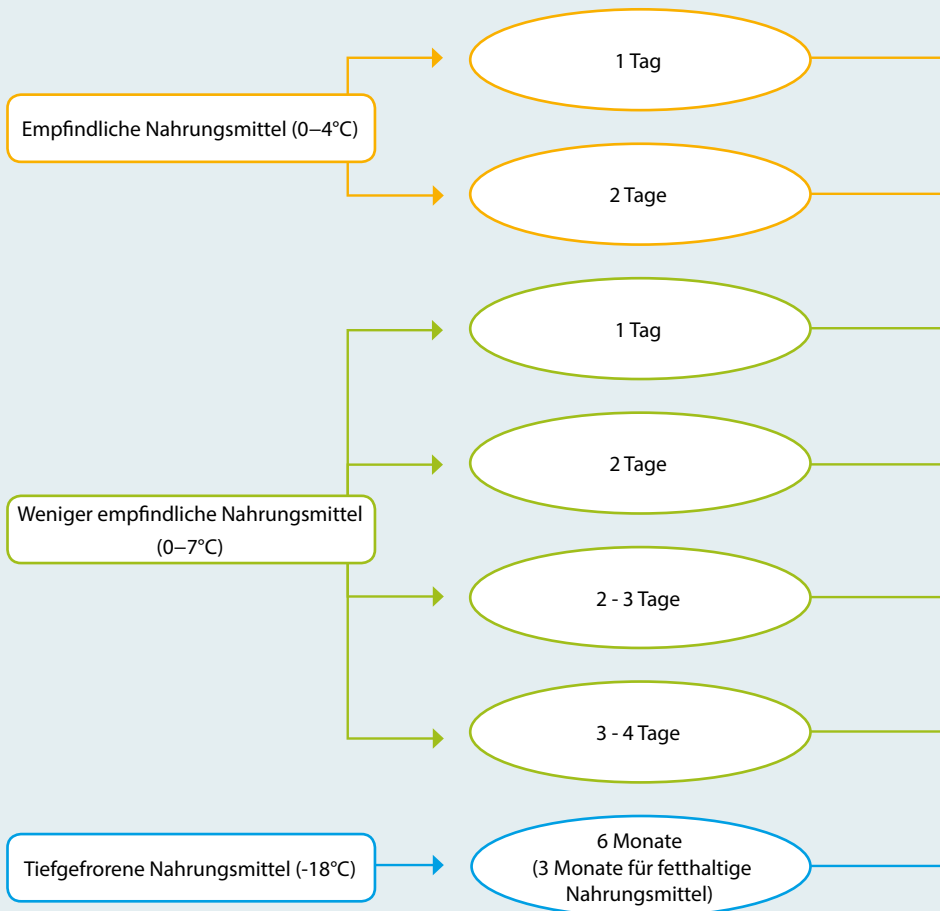 1 Tag
Empfindliche Nahrungsmittel (0–4°C)
2 Tage
1 Tag
2 Tage
Weniger empfindliche Nahrungsmittel
(0–7°C)
2 - 3 Tage
3 - 4 Tage
Tiefgefrorene Nahrungsmittel (-18°C)
6 Monate
(3 Monate für fetthaltige
Nahrungsmittel)